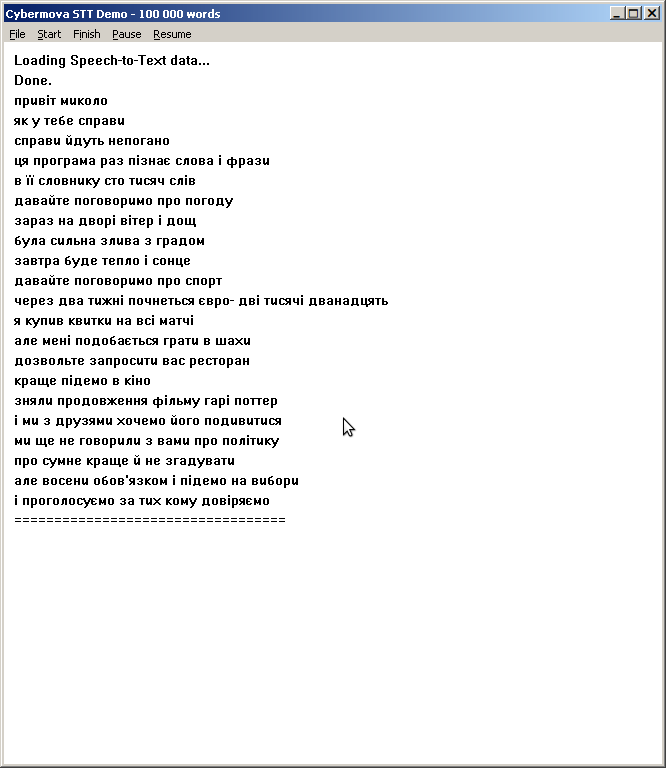 Cybermova STT Demo - 100 000 words
File Start Finish Pause Resume
Loading Speech-to-Text data...
Done.
привіт миколо
як у тебе справи
справи йдуть непогано
ця програма раз пізнає слова і фрази
в її словнику сто тисяч слів
давайте поговоримо про погоду
зараз на дворі вітер і дощ
була сильна злива з градом
завтра буде тепло і сонце
давайте поговоримо про спорт
через два тижні почнеться євро- дві тисячі дванадцять
я купив квитки на всі матчі
але мені подобається грати в шахи
дозвольте запросити вас ресторан
краще підемо в кіно
зняли продовження фільму гарі поттер
і ми з друзями хочемо його подивитися
ми ще не говорили з вами про політику
про сумне краще й не згадувати
але восени обов'язком і підемо на вибори
і проголосуємо за тих кому довіряємо
==================================